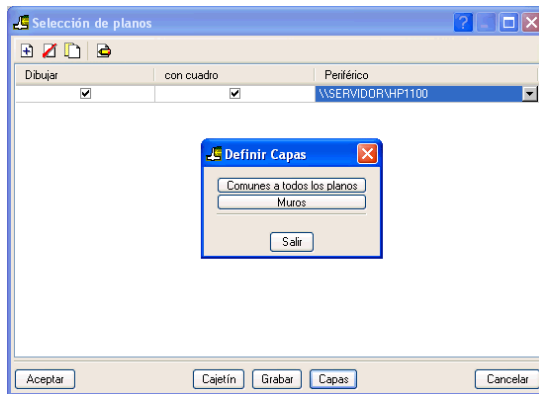 Selección de planos
Dibujar con cuadro Periférico
\\SERVIDOR\HP1100
Definir Capas
Comunes a todos los planos
Muros
Salir
Aceptar Cajetín Grabar Capas Cancelar